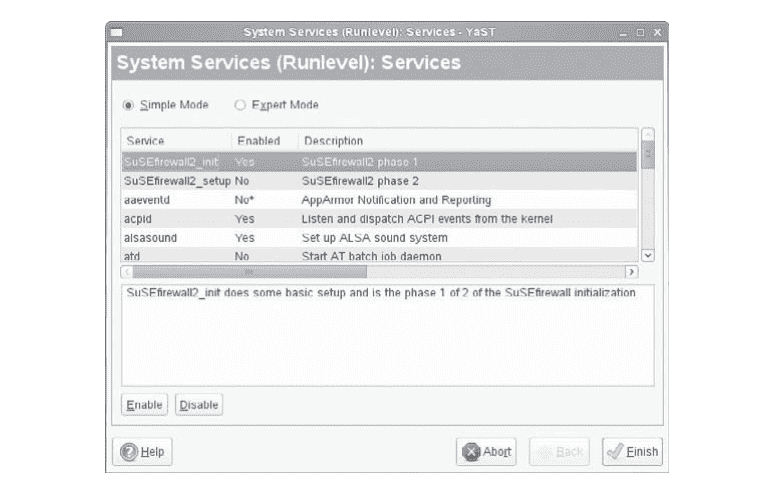 System Services (Runlevel): Services - YaST
System Services (Runlevel): Services
Simple Mode Expert Mode
Service Enabled Description
SuSEfirewall2_init Yes SuSEfirewall2 phase 1
SuSEfirewall2_setup No SuSEfirewall2 phase 2
aaeventd No* AppArmor Notification and Reporting
acpid Yes Listen and dispatch ACPI events from the kernel
alsasound Yes Set up ALSA sound system
atd No Start AT batch job daemon
SuSEfirewall2_init does some basic setup and is the phase 1 of 2 of the SuSEfirewall initialization
Enable Disable
Help Abort Back Finish